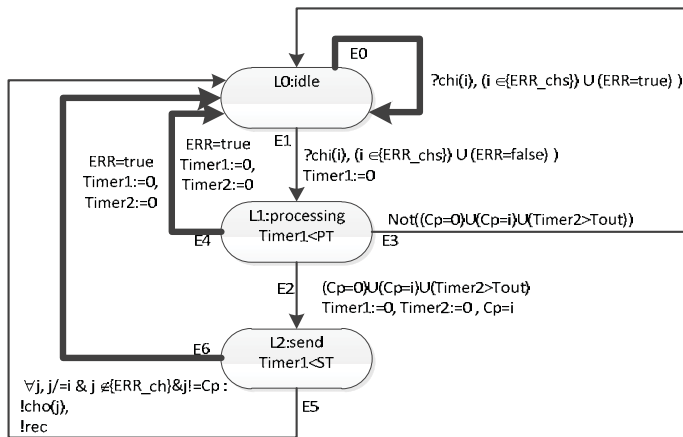 E0
L0:idle
?chi(i), (i ∈{ERR_chs}) U (ERR=true) )
E1
ERR=true
Timer1:=0,
Timer2:=0
ERR=true
Timer1:=0,
Timer2:=0
?chi(i), (i ∈{ERR_chs}) U (ERR=false) )
Timer1:=0
L1:processing
Timer1<PT
E4
E3
Not((Cp=0)U(Cp=i)U(Timer2>Tout))
E2
(Cp=0)U(Cp=i)U(Timer2>Tout)
Timer1:=0, Timer2:=0 , Cp=i
L2:send
Timer1<ST
E6
∀j, j/=i & j ∉{ERR_ch}&j!=Cp :
!cho(j),
!rec
E5